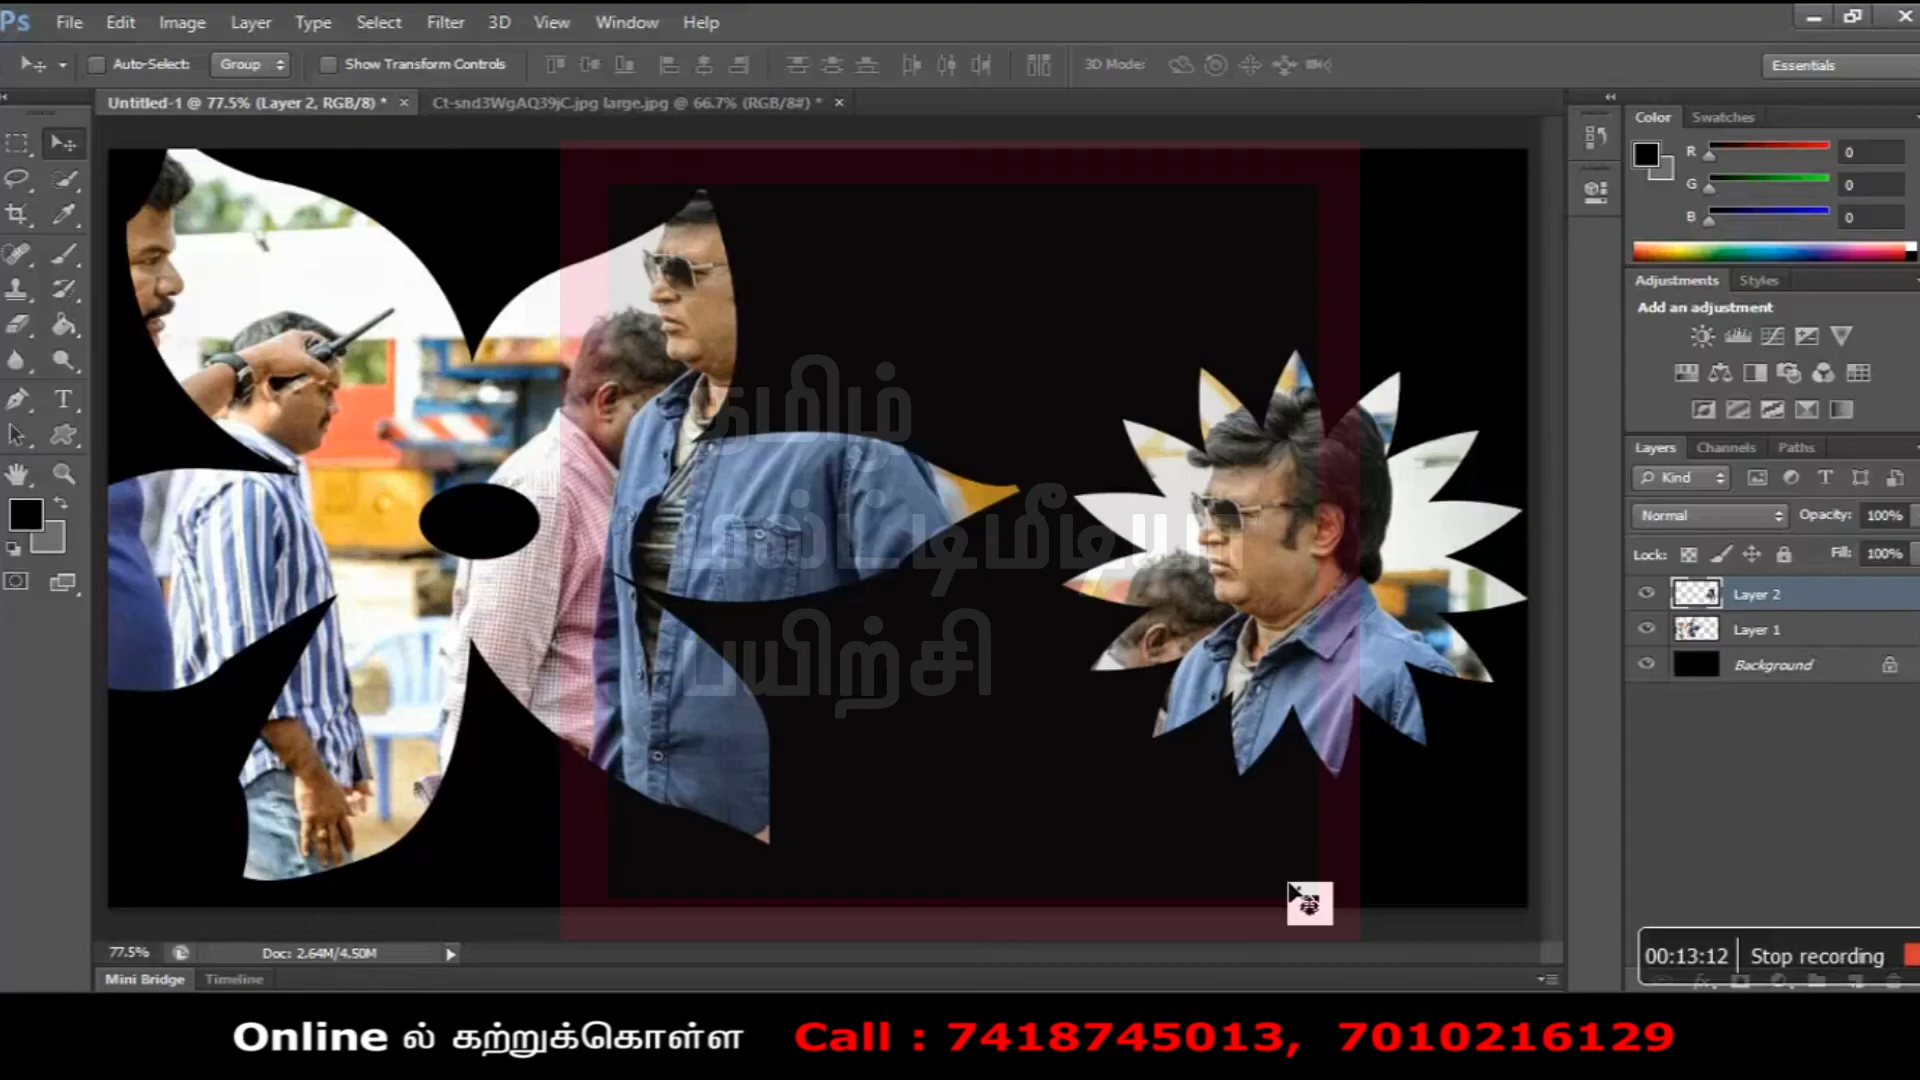 Ps File Edit Image Layer Type Select Filter 3D View Window Help
Auto-Select: Group Show Transform Controls 3D Mode: Essentials
Untitled-1 @ 77.5% (Layer 2, RGB/8) * × Ct-snd3WgAQ39jC.jpg large.jpg @ 66.7% (RGB/8#) * ×
Color Swatches
R 0
G 0
B 0
Adjustments Styles
Add an adjustment
Layers Channels Paths
Kind
Normal Opacity: 100%
Lock: Fill: 100%
Layer 2
Layer 1
Background
தமிழ்
மல்ட்டிமீடியா
பயிற்சி
77.5% Doc: 2.64M/4.50M
Mini Bridge Timeline
00:13:12 Stop recording
Online ல் கற்றுக்கொள்ள Call : 7418745013, 7010216129